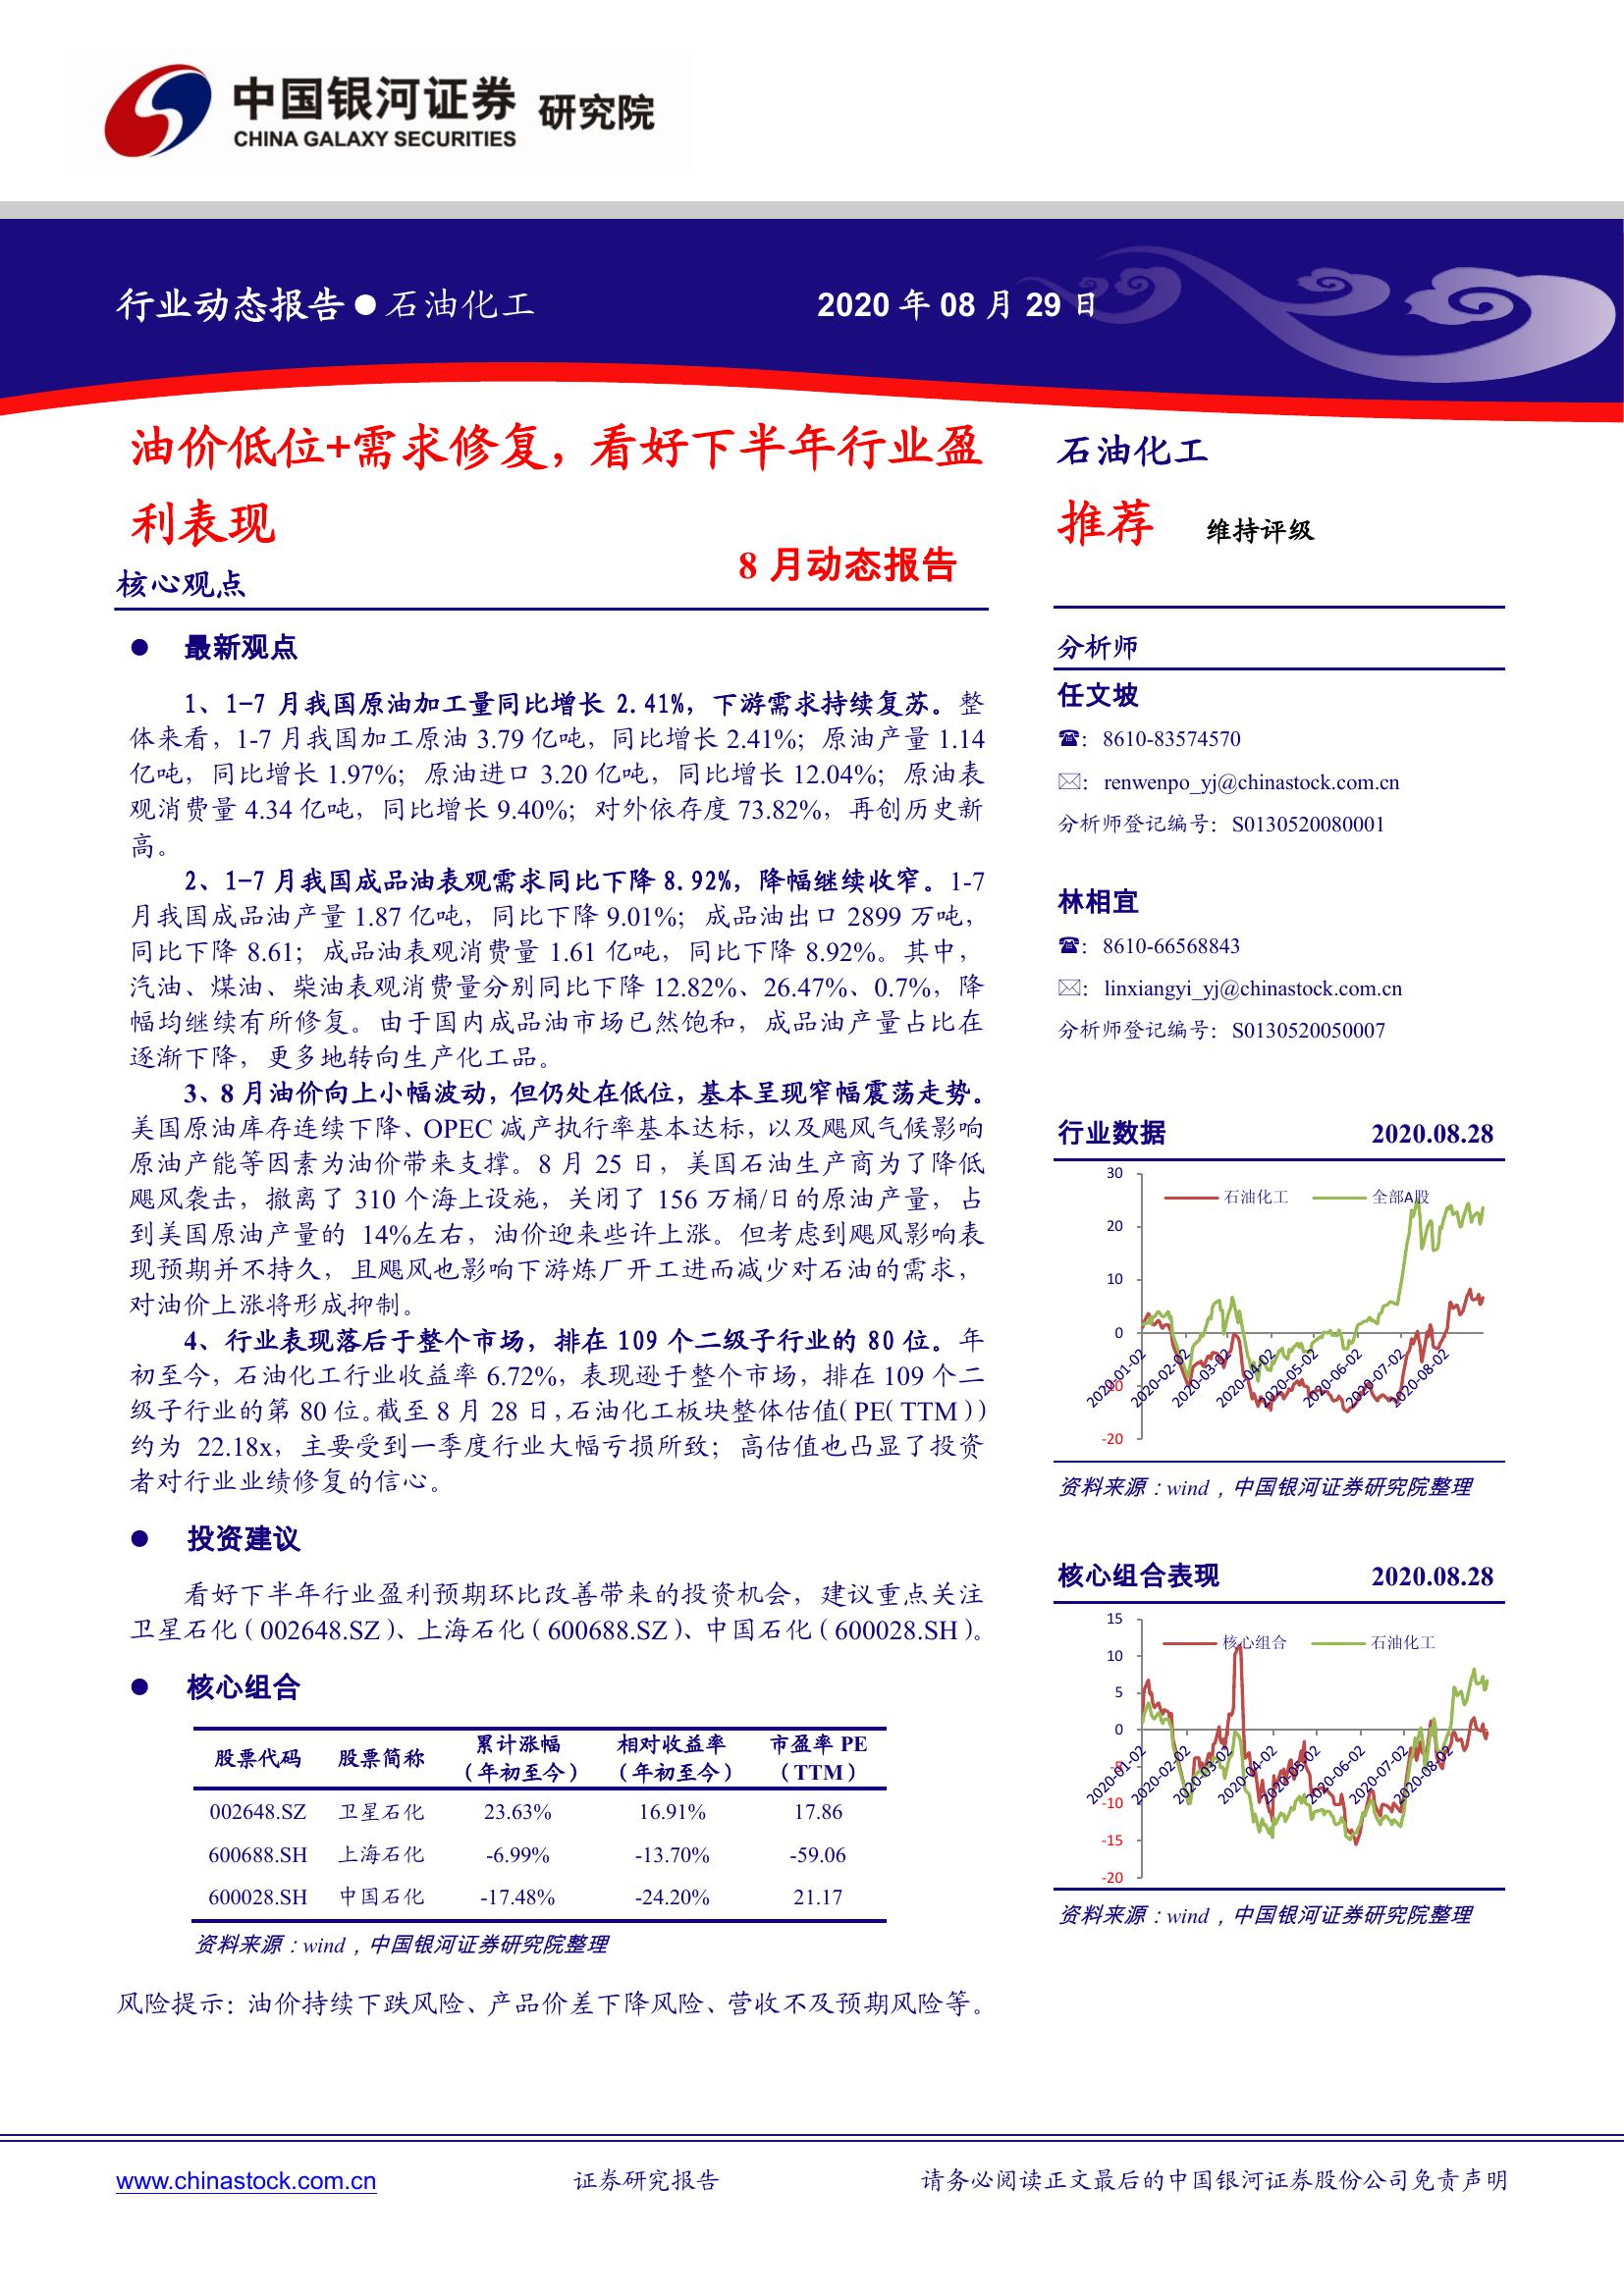 中国银河证券 研究院
CHINA GALAXY SECURITIES
行业动态报告●石油化工
2020 年 08 月 29 日
油价低位+需求修复，看好下半年行业盈
利表现
8 月动态报告
核心观点
● 最新观点
1、1-7 月我国原油加工量同比增长 2.41%，下游需求持续复苏。整
体来看，1-7 月我国加工原油 3.79 亿吨，同比增长 2.41%；原油产量 1.14
亿吨，同比增长 1.97%；原油进口 3.20 亿吨，同比增长 12.04%；原油表
观消费量 4.34 亿吨，同比增长 9.40%；对外依存度 73.82%，再创历史新
高。
2、1-7 月我国成品油表观需求同比下降 8.92%，降幅继续收窄。1-7
月我国成品油产量 1.87 亿吨，同比下降 9.01%；成品油出口 2899 万吨，
同比下降 8.61；成品油表观消费量 1.61 亿吨，同比下降 8.92%。其中，
汽油、煤油、柴油表观消费量分别同比下降 12.82%、26.47%、0.7%，降
幅均继续有所修复。由于国内成品油市场已然饱和，成品油产量占比在
逐渐下降，更多地转向生产化工品。
3、8 月油价向上小幅波动，但仍处在低位，基本呈现窄幅震荡走势。
美国原油库存连续下降、OPEC 减产执行率基本达标，以及飓风气候影响
原油产能等因素为油价带来支撑。8 月 25 日，美国石油生产商为了降低
飓风袭击，撤离了 310 个海上设施，关闭了 156 万桶/日的原油产量，占
到美国原油产量的 14%左右，油价迎来些许上涨。但考虑到飓风影响表
现预期并不持久，且飓风也影响下游炼厂开工进而减少对石油的需求，
对油价上涨将形成抑制。
4、行业表现落后于整个市场，排在 109 个二级子行业的 80 位。年
初至今，石油化工行业收益率 6.72%，表现逊于整个市场，排在 109 个二
级子行业的第 80 位。截至 8 月 28 日，石油化工板块整体估值（PE（TTM））
约为 22.18x，主要受到一季度行业大幅亏损所致；高估值也凸显了投资
者对行业业绩修复的信心。
● 投资建议
看好下半年行业盈利预期环比改善带来的投资机会，建议重点关注
卫星石化（002648.SZ）、上海石化（600688.SZ）、中国石化（600028.SH）。
● 核心组合
股票代码 股票简称 累计涨幅 相对收益率 市盈率 PE
（年初至今） （年初至今） （TTM）
002648.SZ 卫星石化 23.63% 16.91% 17.86
600688.SH 上海石化 -6.99% -13.70% -59.06
600028.SH 中国石化 -17.48% -24.20% 21.17
资料来源：wind，中国银河证券研究院整理
风险提示：油价持续下跌风险、产品价差下降风险、营收不及预期风险等。
石油化工
推荐 维持评级
分析师
任文坡
☎：8610-83574570
✉：renwenpo_yj@chinastock.com.cn
分析师登记编号：S0130520080001
林相宜
☎：8610-66568843
✉：linxiangyi_yj@chinastock.com.cn
分析师登记编号：S0130520050007
行业数据 2020.08.28
石油化工 全部A股
30
20
10
0
-10
-20
2020-01-02 2020-02-02 2020-03-02 2020-04-02 2020-05-02 2020-06-02 2020-07-02 2020-08-02
资料来源：wind，中国银河证券研究院整理
核心组合表现 2020.08.28
核心组合 石油化工
15
10
5
0
-5
-10
-15
-20
2020-01-02 2020-02-02 2020-03-02 2020-04-02 2020-05-02 2020-06-02 2020-07-02 2020-08-02
资料来源：wind，中国银河证券研究院整理
www.chinastock.com.cn 证券研究报告 请务必阅读正文最后的中国银河证券股份公司免责声明